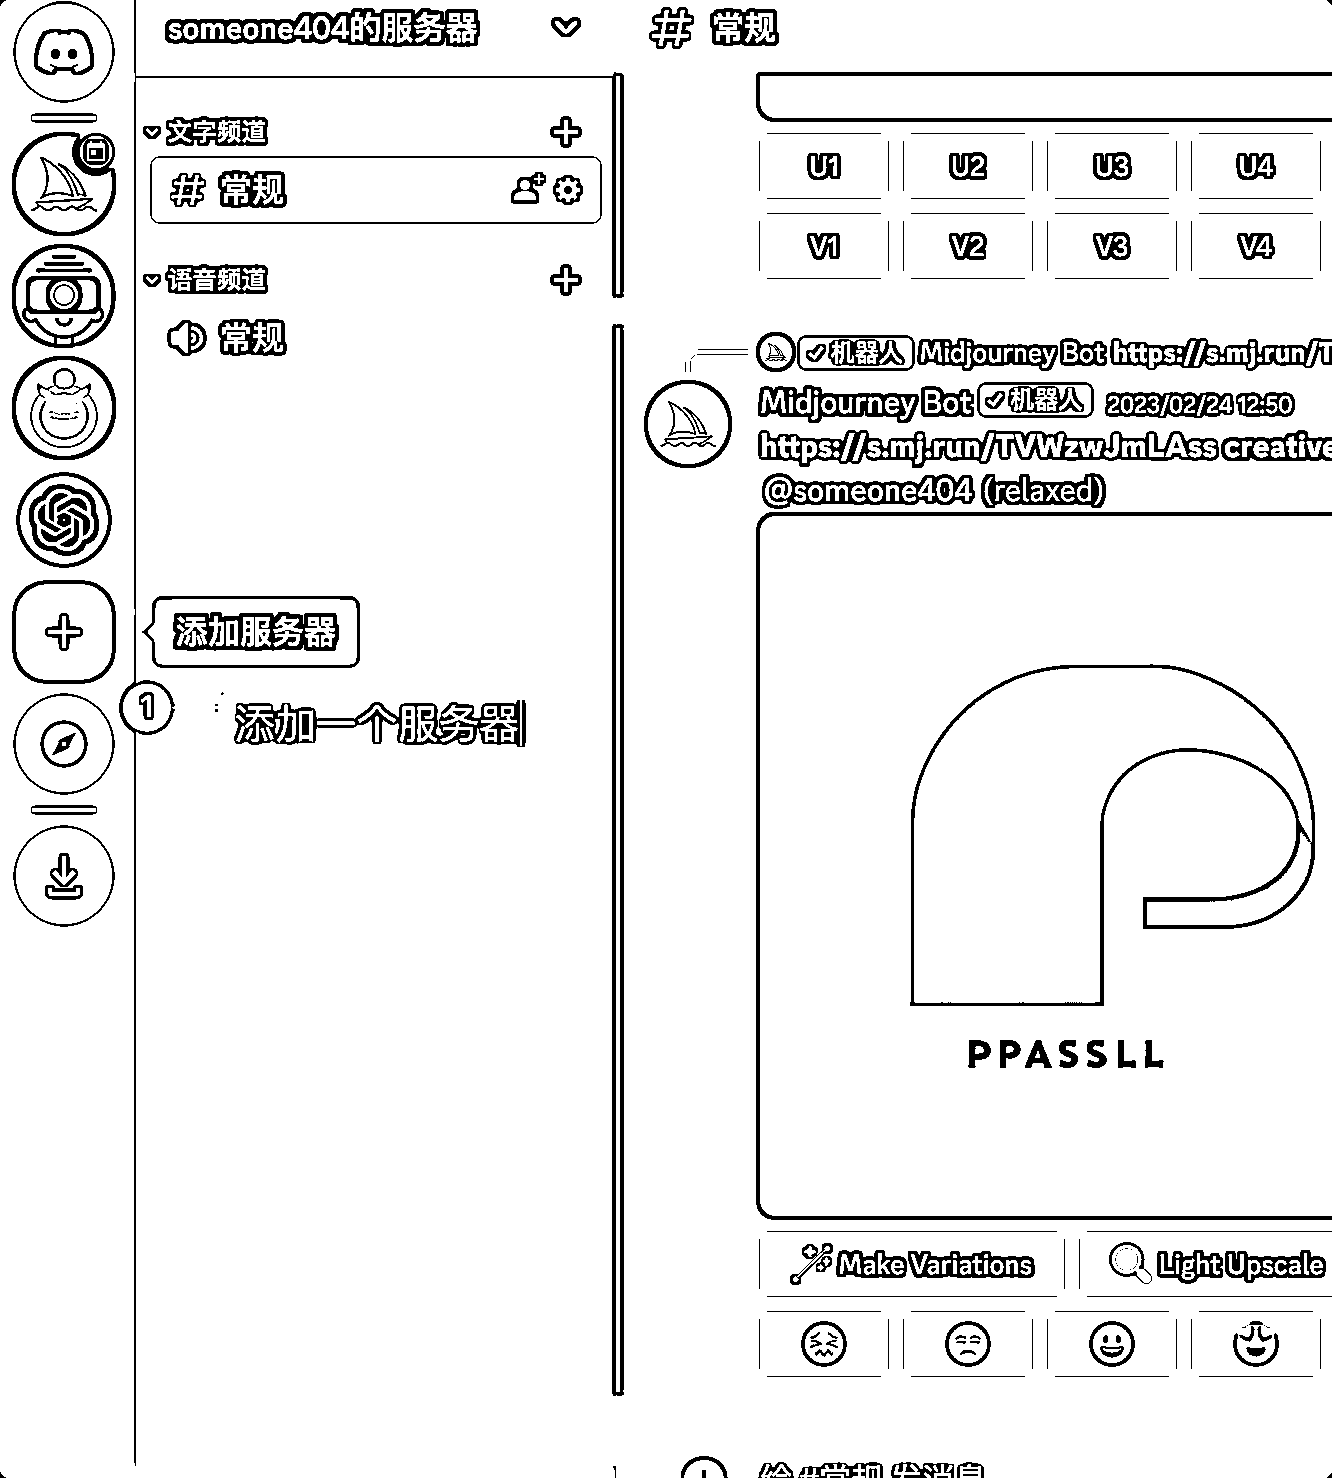 someone404的服务器
文字频道
# 常规
语音频道
常规
添加服务器
1
添加一个服务器
# 常规
U1 U2 U3 U4
V1 V2 V3 V4
机器人 Midjourney Bot https://s.mj.run/T
Midjourney Bot 机器人 2023/02/24 12:50
https://s.mj.run/TVWzwJmLAss creative
@someone404 (relaxed)
PPASSLL
Make Variations Light Upscale
给 #常规 发消息